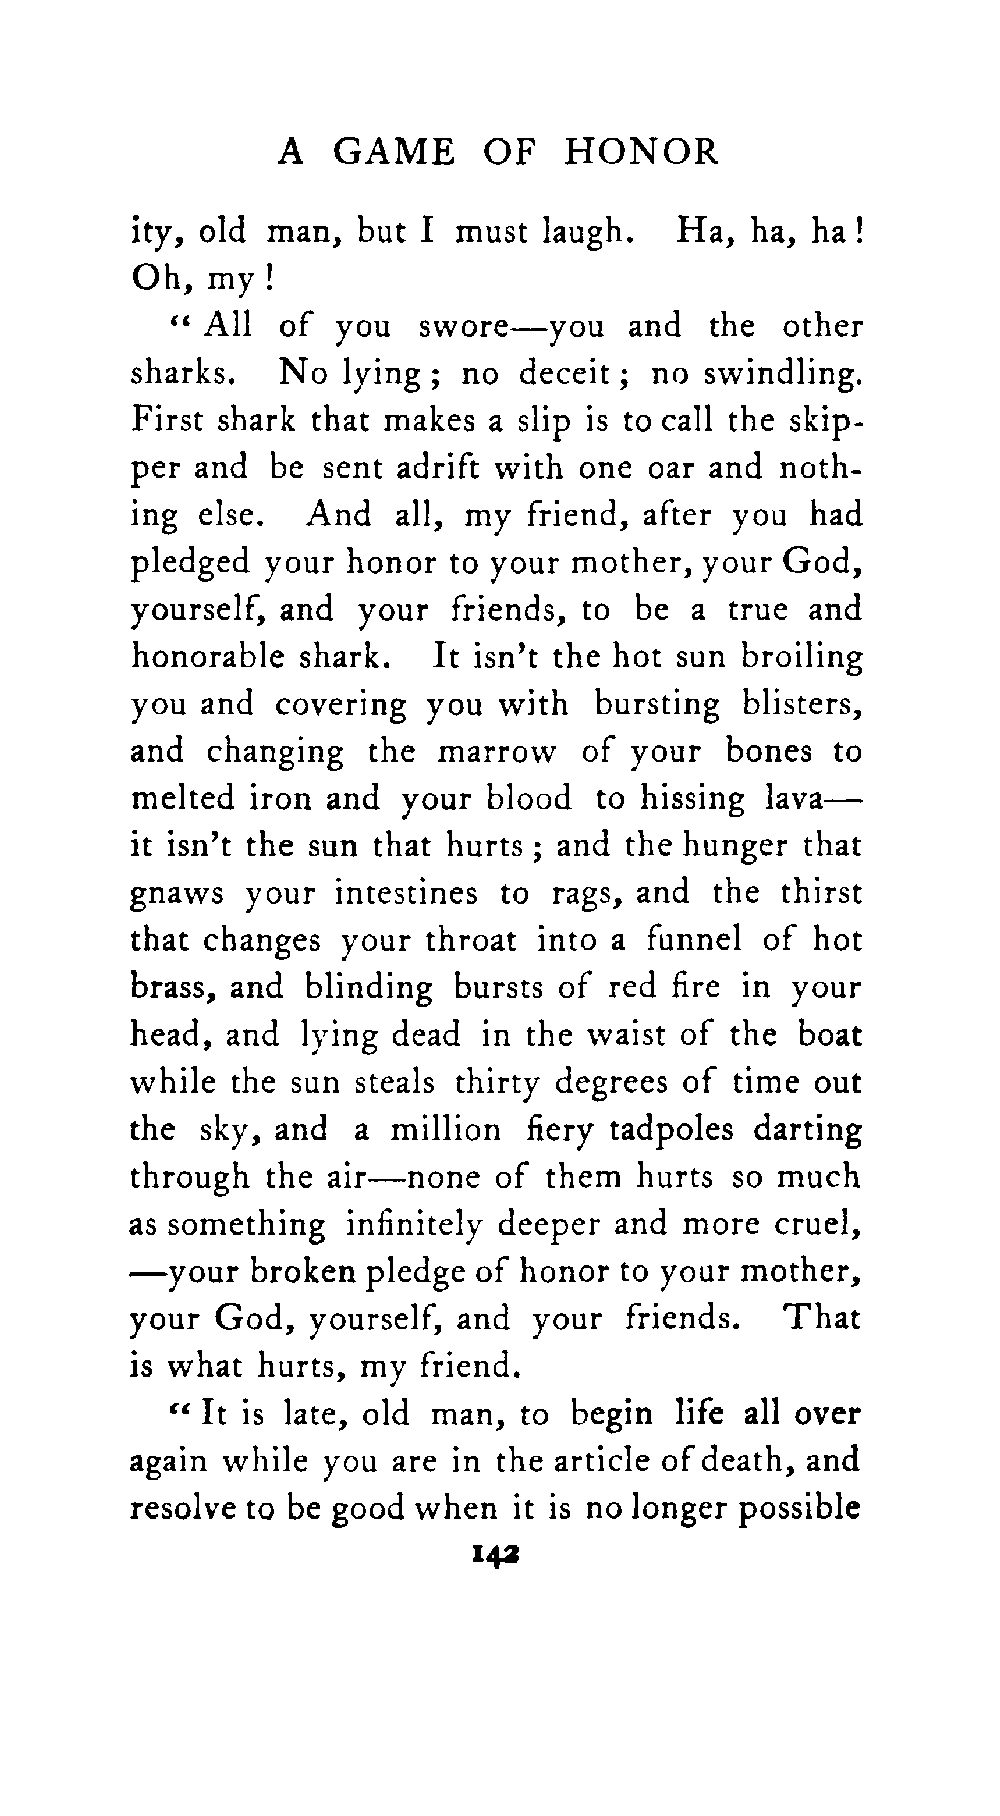 A GAME OF HONOR
ity, old man, but I must laugh. Ha, ha, ha!
Oh, my!
“All of you swore—you and the other
sharks. No lying; no deceit; no swindling.
First shark that makes a slip is to call the skip-
per and be sent adrift with one oar and noth-
ing else. And all, my friend, after you had
pledged your honor to your mother, your God,
yourself, and your friends, to be a true and
honorable shark. It isn’t the hot sun broiling
you and covering you with bursting blisters,
and changing the marrow of your bones to
melted iron and your blood to hissing lava—
it isn’t the sun that hurts; and the hunger that
gnaws your intestines to rags, and the thirst
that changes your throat into a funnel of hot
brass, and blinding bursts of red fire in your
head, and lying dead in the waist of the boat
while the sun steals thirty degrees of time out
the sky, and a million fiery tadpoles darting
through the air—none of them hurts so much
as something infinitely deeper and more cruel,
—your broken pledge of honor to your mother,
your God, yourself, and your friends. That
is what hurts, my friend.
“It is late, old man, to begin life all over
again while you are in the article of death, and
resolve to be good when it is no longer possible
142